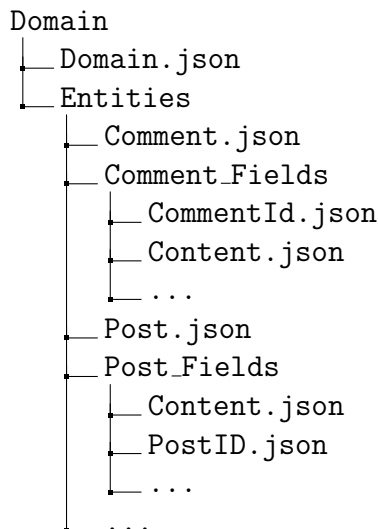 Domain
Domain.json
Entities
Comment.json
Comment_Fields
CommentId.json
Content.json
...
Post.json
Post_Fields
Content.json
PostID.json
...
...